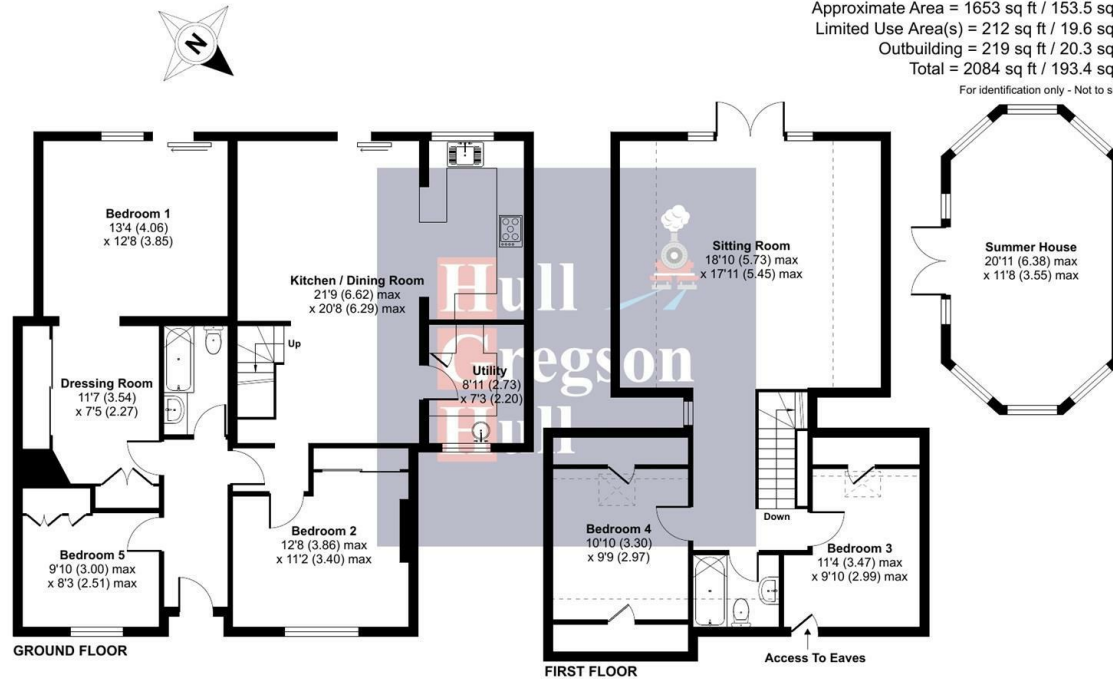 Approximate Area = 1653 sq ft / 153.5 sq
Limited Use Area(s) = 212 sq ft / 19.6 sq
Outbuilding = 219 sq ft / 20.3 sq
Total = 2084 sq ft / 193.4 sq
For identification only - Not to s
N
Bedroom 1
13'4 (4.06)
x 12'8 (3.85)
Kitchen / Dining Room
21'9 (6.62) max
x 20'8 (6.29) max
Up
Utility
8'11 (2.73)
x 7'3 (2.20)
Dressing Room
11'7 (3.54)
x 7'5 (2.27)
Bedroom 2
12'8 (3.86) max
x 11'2 (3.40) max
Bedroom 5
9'10 (3.00) max
x 8'3 (2.51) max
GROUND FLOOR
Hull
Gregson
Hull
Sitting Room
18'10 (5.73) max
x 17'11 (5.45) max
Down
Bedroom 4
10'10 (3.30)
x 9'9 (2.97)
Bedroom 3
11'4 (3.47) max
x 9'10 (2.99) max
Access To Eaves
FIRST FLOOR
Summer House
20'11 (6.38) max
x 11'8 (3.55) max